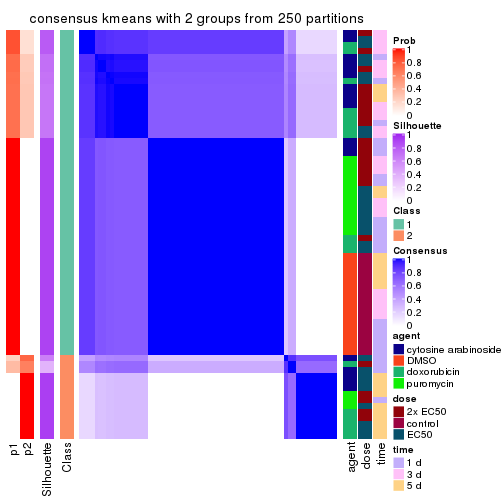 consensus kmeans with 2 groups from 250 partitions
Prob
1
0.8
0.6
0.4
0.2
0
Silhouette
1
0.8
0.6
0.4
0.2
0
Class
1
2
Consensus
1
0.8
0.6
0.4
0.2
0
agent
cytosine arabinoside
DMSO
doxorubicin
puromycin
dose
2x EC50
control
EC50
time
1 d
3 d
5 d
p1
p2
Silhouette
Class
agent
dose
time